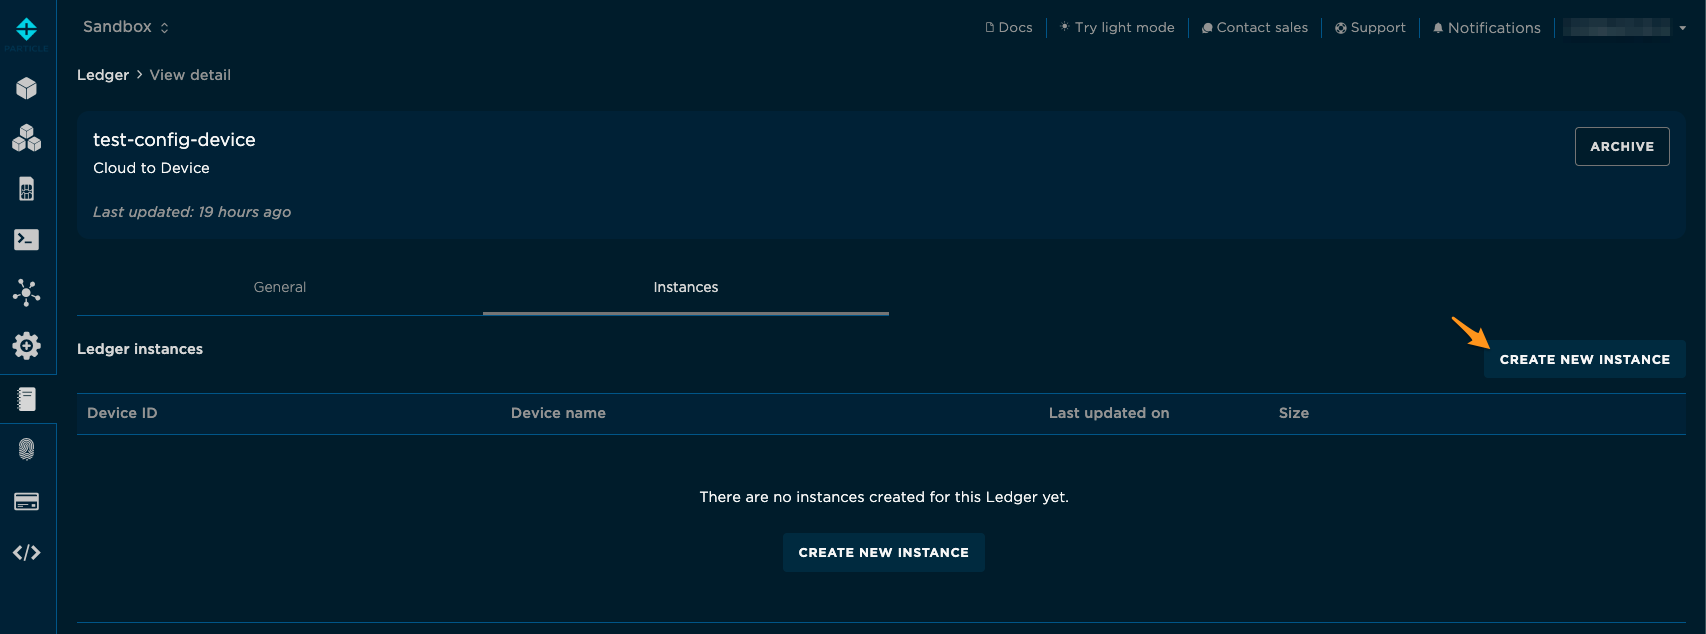 Sandbox
Docs
Try light mode
Contact sales
Support
Notifications
Ledger > View detail
test-config-device
Cloud to Device
Last updated: 19 hours ago
ARCHIVE
General
Instances
Ledger instances
CREATE NEW INSTANCE
Device ID
Device name
Last updated on
Size
There are no instances created for this Ledger yet.
CREATE NEW INSTANCE